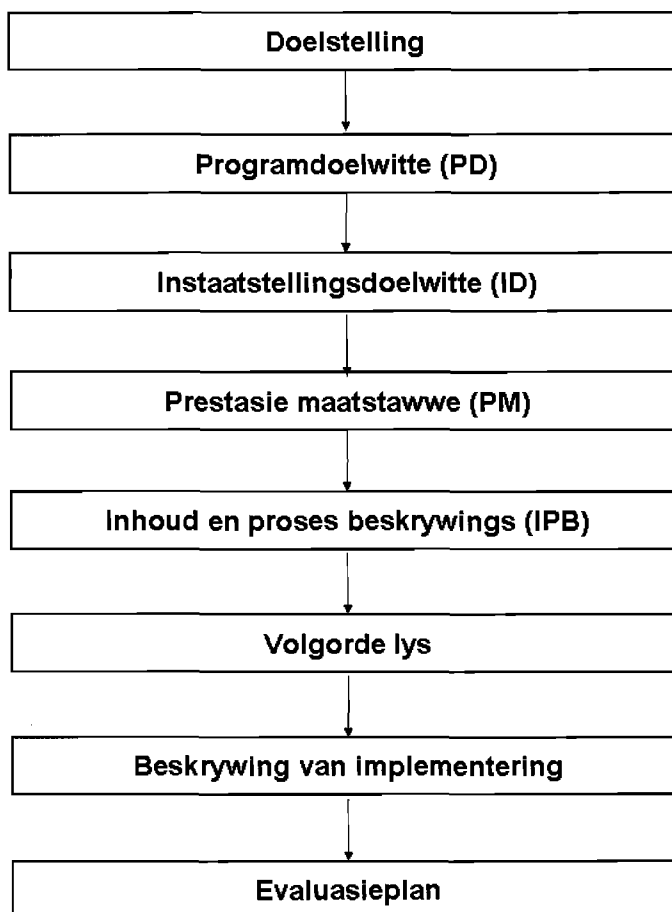 Doelstelling
Programdoelwitte (PD)
Instaatstellingsdoelwitte (ID)
Prestasie maatstawwe (PM)
Inhoud en proses beskrywings (IPB)
Volgorde lys
Beskrywing van implementering
Evaluasieplan